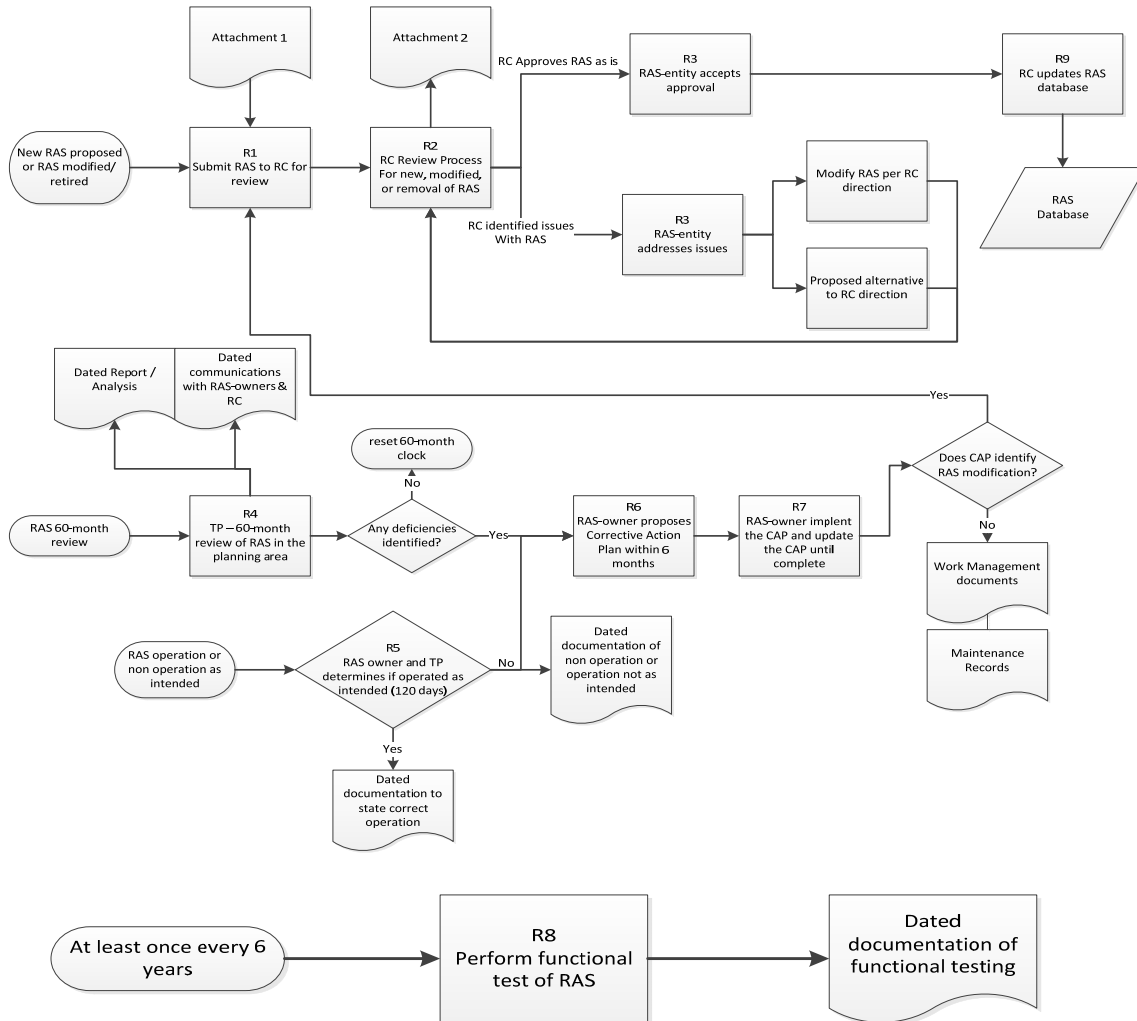 Attachment 1
Attachment 2
RC Approves RAS as is
R3
RAS-entity accepts
approval
R9
RC updates RAS
database
New RAS proposed
or RAS modified/
retired
R1
Submit RAS to RC for
review
R2
RC Review Process
For new, modified,
or removal of RAS
Modify RAS per RC
direction
RAS
Database
RC identified issues
With RAS
R3
RAS-entity
addresses issues
Proposed alternative
to RC direction
Dated Report /
Analysis
Dated
communications
with RAS-owners &
RC
Yes
reset 60-month
clock
No
Does CAP identify
RAS modification?
RAS 60-month
review
R4
TP – 60-month
review of RAS in the
planning area
Any deficiencies
identified?
Yes
R6
RAS-owner proposes
Corrective Action
Plan within 6
months
R7
RAS-owner implent
the CAP and update
the CAP until
complete
No
Work Management
documents
Maintenance
Records
RAS operation or
non operation as
intended
R5
RAS owner and TP
determines if operated as
intended (120 days)
No
Dated
documentation of
non operation or
operation not as
intended
Yes
Dated
documentation to
state correct
operation
At least once every 6
years
R8
Perform functional
test of RAS
Dated
documentation of
functional testing